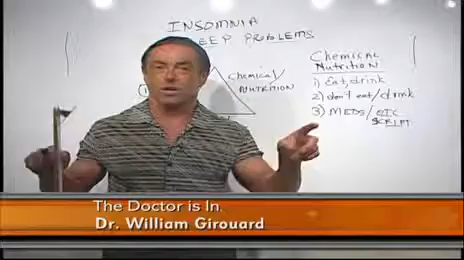 INSOMNIA
EEP PROBLEMS
Chemical
NUTRITION
1) Eat, drink
2) don't eat/drink
3) MEDS/OTC
SCRIPT
Chemical/
NUTRITION
The Doctor is In
Dr. William Girouard